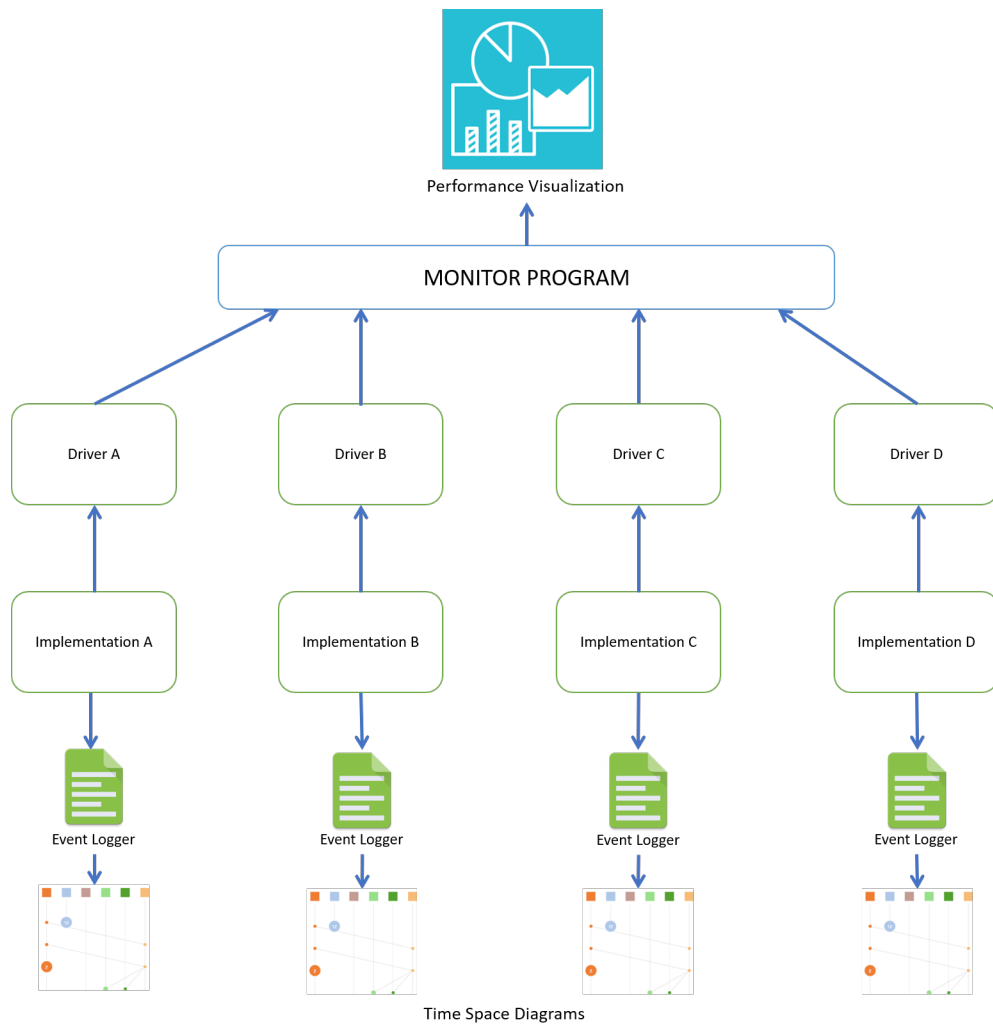 Performance Visualization
MONITOR PROGRAM
Driver A
Driver B
Driver C
Driver D
Implementation A
Implementation B
Implementation C
Implementation D
Event Logger
Event Logger
Event Logger
Event Logger
Time Space Diagrams